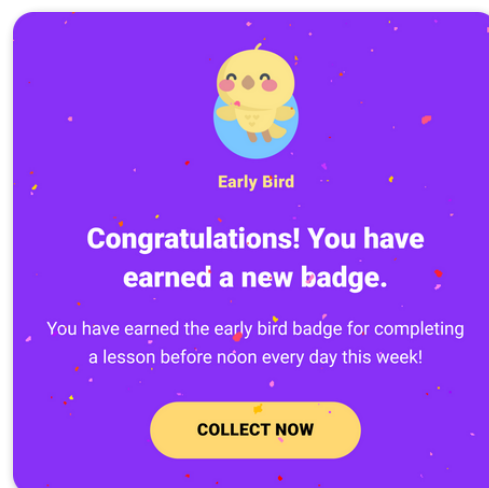 Early Bird
Congratulations! You have
earned a new badge.
You have earned the early bird badge for completing
a lesson before noon every day this week!
COLLECT NOW